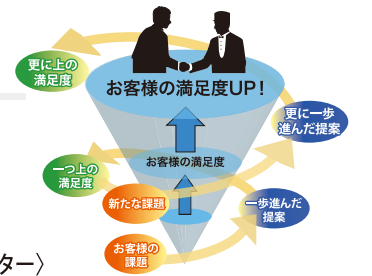 更に上の
満足度
お客様の満足度UP!
更に一歩
進んだ提案
お客様の満足度
一つ上の
満足度
新たな課題
一歩進んだ
提案
お客様の
課題
ター〉